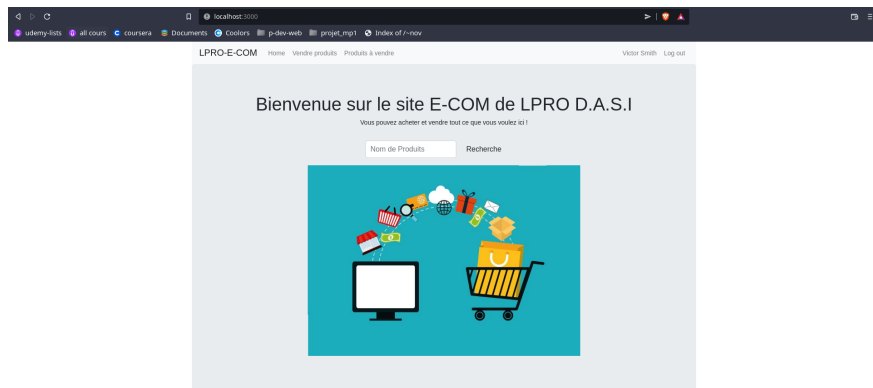 localhost:3000
udemy-lists all cours coursera Documents Coolors p-dev-web projet_mp1 Index of /~nov
LPRO-E-COM Home Vendre produits Produits à vendre Victor Smith Log out
Bienvenue sur le site E-COM de LPRO D.A.S.I
Vous pouvez acheter et vendre tout ce que vous voulez ici !
Nom de Produits Recherche